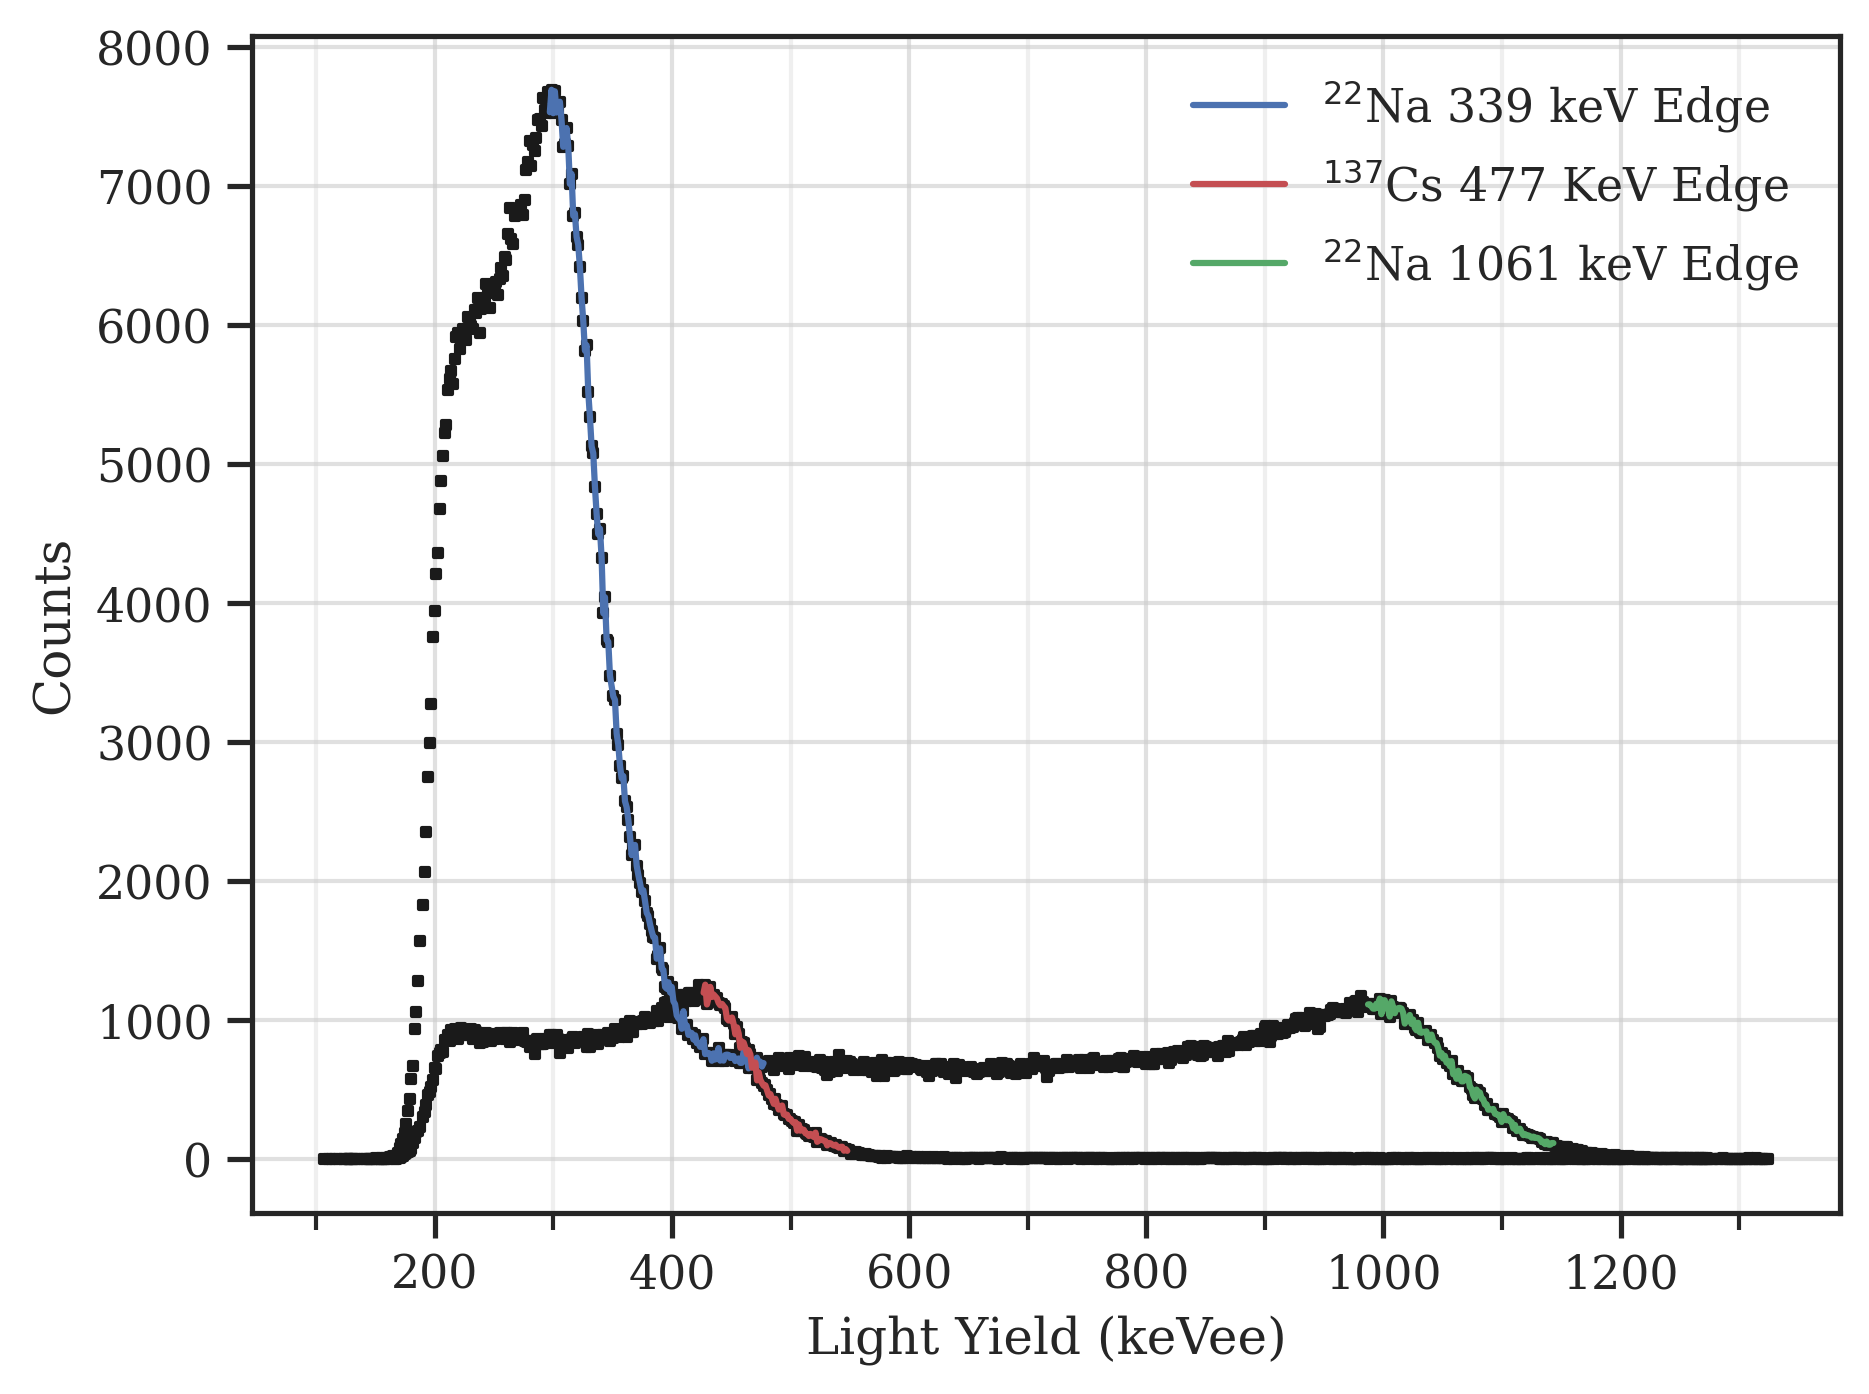 8000
7000
6000
5000
4000
3000
2000
1000
0
Counts
²²Na 339 keV Edge
¹³⁷Cs 477 KeV Edge
²²Na 1061 keV Edge
200 400 600 800 1000 1200
Light Yield (keVee)